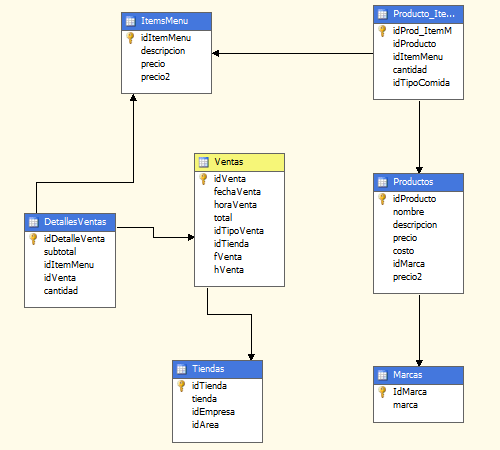 ItemsMenu
idItemMenu
descripcion
precio
precio2
Producto_Ite...
idProd_ItemM
idProducto
idItemMenu
cantidad
idTipoComida
Ventas
idVenta
fechaVenta
horaVenta
total
idTipoVenta
idTienda
fVenta
hVenta
Productos
idProducto
nombre
descripcion
precio
costo
idMarca
precio2
DetallesVentas
idDetalleVenta
subtotal
idItemMenu
idVenta
cantidad
Tiendas
idTienda
tienda
idEmpresa
idArea
Marcas
IdMarca
marca